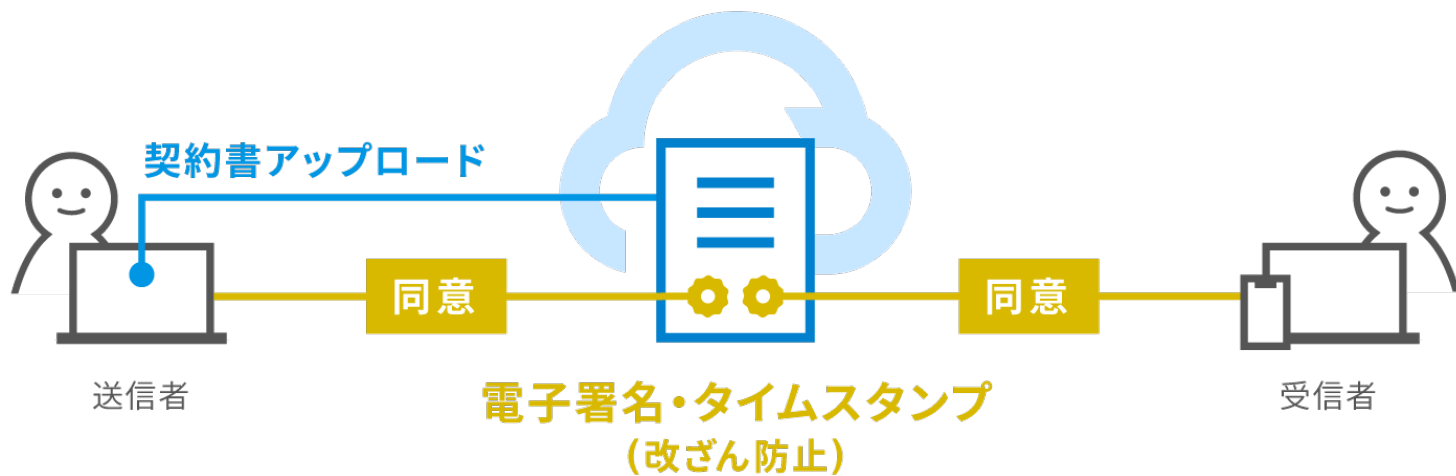 契約書アップロード
同意
同意
送信者
電子署名・タイムスタンプ
(改ざん防止)
受信者